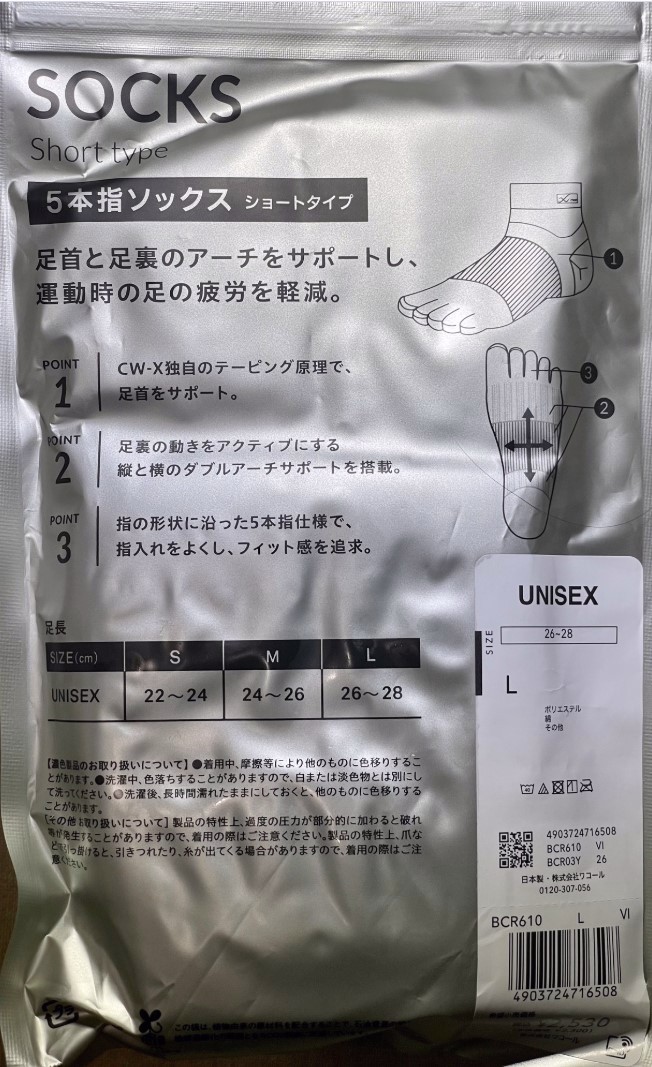 SOCKS
Short type
5本指ソックス ショートタイプ
足首と足裏のアーチをサポートし、
運動時の足の疲労を軽減。
1
POINT
1
CW-X独自のテーピング原理で、
足首をサポート。
3
2
POINT
2
足裏の動きをアクティブにする
縦と横のダブルアーチサポートを搭載。
POINT
3
指の形状に沿った5本指仕様で、
指入れをよくし、フィット感を追求。
足長
SIZE(cm) S M L
UNISEX 22〜24 24〜26 26〜28
【濃色製品のお取り扱いについて】●着用中、摩擦等により他のものに色移りするこ
とがあります。●洗濯中、色落ちすることがありますので、白または淡色物とは別にし
て洗ってください。●洗濯後、長時間濡れたままにしておくと、他のものに色移りする
ことがあります。
【その他お取り扱いについて】製品の特性上、過度の圧力が部分的に加わると破れ
等が発生することがありますので、着用の際はご注意ください。製品の特性上、爪な
どで引っ掛けると、引きつれたり、糸が出てくる場合がありますので、着用の際はご注
意ください。
UNISEX
SIZE
26~28
L
ポリエステル
綿
その他
40
4903724716508
BCR610 VI
BCR03Y 26
日本製・株式会社ワコール
0120-307-056
BCR610 L VI
4903724716508